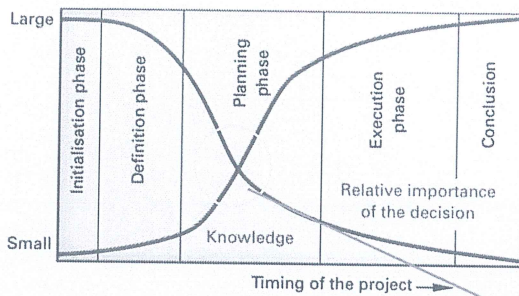 Large
Small
Initialisation phase
Definition phase
Planning
phase
Execution
phase
Conclusion
Relative importance
of the decision
Knowledge
Timing of the project